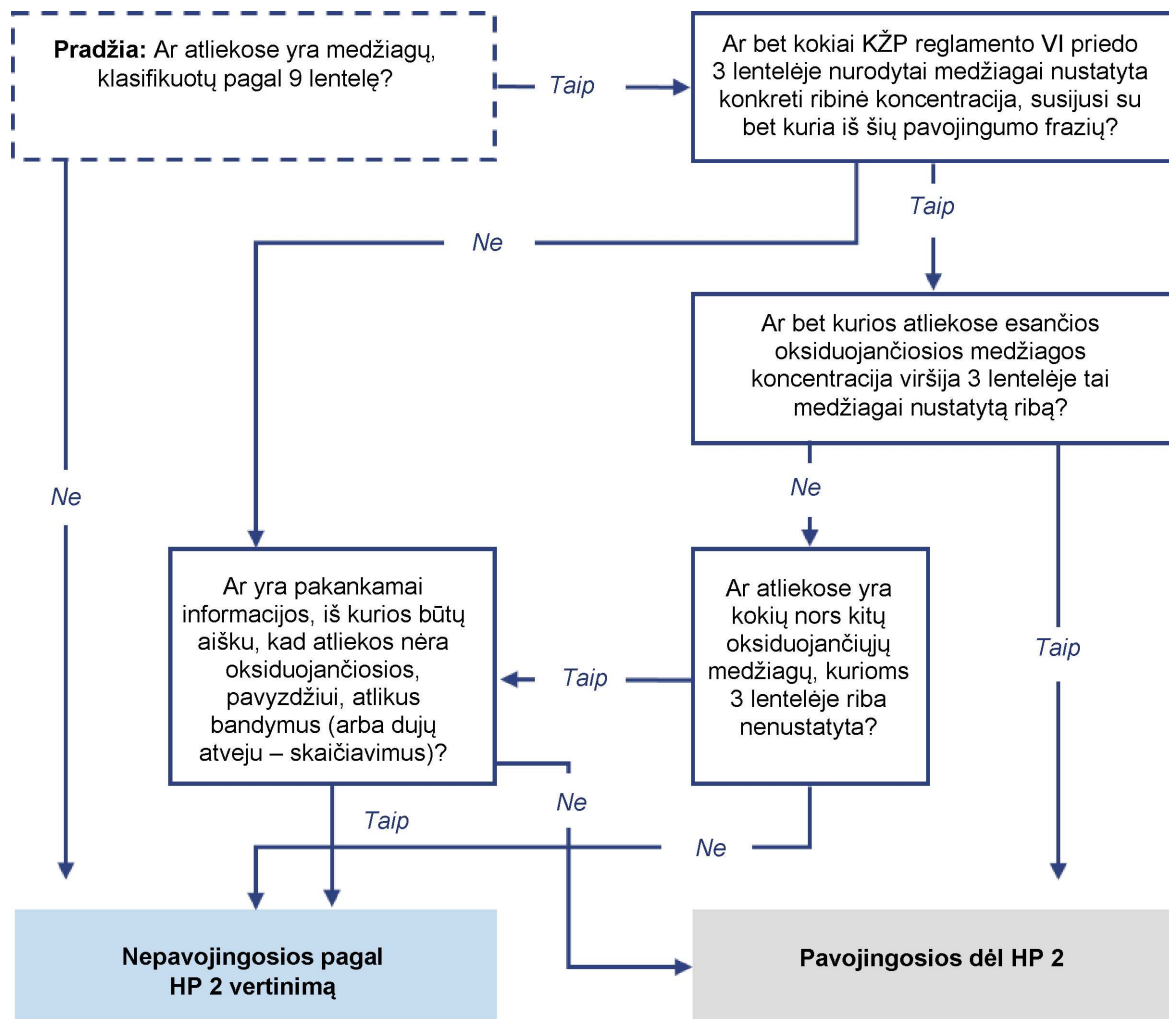 Pradžia: Ar atliekose yra medžiagų,
klasifikuotų pagal 9 lentelę?
Taip
Ar bet kokiai KŽP reglamento VI priedo
3 lentelėje nurodytai medžiagai nustatyta
konkreti ribinė koncentracija, susijusi su
bet kuria iš šių pavojingumo frazių?
Taip
Ne
Ar bet kurios atliekose esančios
oksiduojančiosios medžiagos
koncentracija viršija 3 lentelėje tai
medžiagai nustatytą ribą?
Ne
Ne
Ar yra pakankamai
informacijos, iš kurios būtų
aišku, kad atliekos nėra
oksiduojančiosios,
pavyzdžiui, atlikus
bandymus (arba dujų
atveju – skaičiavimus)?
Taip
Ar atliekose yra
kokių nors kitų
oksiduojančiųjų
medžiagų, kurioms
3 lentelėje riba
nenustatyta?
Taip
Ne
Taip
Ne
Nepavojingosios pagal
HP 2 vertinimą
Pavojingosios dėl HP 2